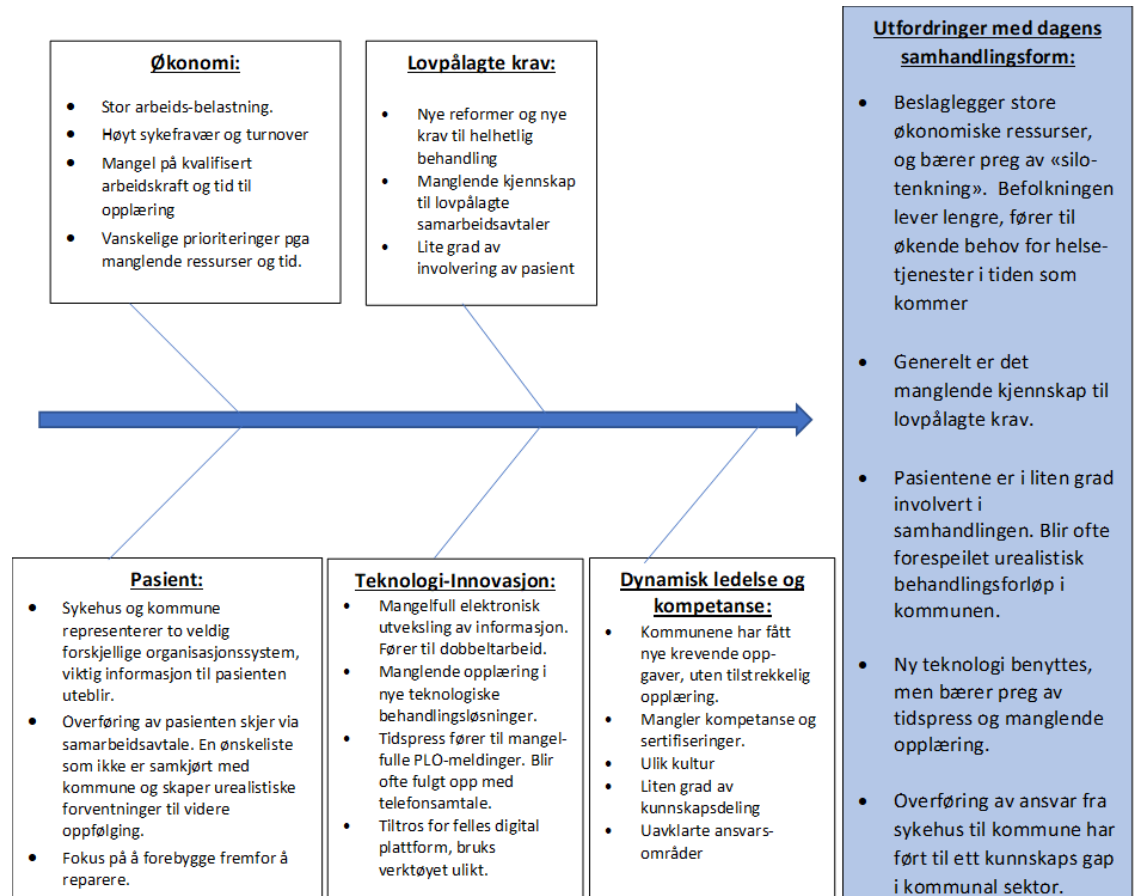 Økonomi:
Stor arbeids-belastning.
Høyt sykefravær og turnover
Mangel på kvalifisert
arbeidskraft og tid til
opplæring
Vanskelige prioriteringer pga
manglende ressurser og tid.
Lovpålagte krav:
Nye reformer og nye
krav til helhetlig
behandling
Manglende kjennskap
til lovpålagte
samarbeidsavtaler
Lite grad av
involvering av pasient
Pasient:
Sykehus og kommune
representerer to veldig
forskjellige organisasjonssystem,
viktig informasjon til pasienten
uteblir.
Overføring av pasienten skjer via
samarbeidsavtale. En ønskeliste
som ikke er samkjørt med
kommune og skaper urealistiske
forventninger til videre
oppfølging.
Fokus på å forebygge fremfor å
reparere.
Teknologi-Innovasjon:
Mangelfull elektronisk
utveksling av informasjon.
Fører til dobbeltarbeid.
Manglende opplæring i
nye teknologiske
behandlingsløsninger.
Tidspress fører til mangel-
fulle PLO-meldinger. Blir
ofte fulgt opp med
telefonsamtale.
Tiltros for felles digital
plattform, bruks
verktøyet ulikt.
Dynamisk ledelse og
kompetanse:
Kommunene har fått
nye krevende opp-
gaver, uten tilstrekkelig
opplæring.
Mangler kompetanse og
sertifiseringer.
Ulik kultur
Liten grad av
kunnskapsdeling
Uavklarte ansvars-
områder
Utfordringer med dagens
samhandlingsform:
Beslaglegger store
økonomiske ressurser,
og bærer preg av «silo-
tenkning».  Befolkningen
lever lengre, fører til
økende behov for helse-
tjenester i tiden som
kommer
Generelt er det
manglende kjennskap til
lovpålagte krav.
Pasientene er i liten grad
involvert i
samhandlingen. Blir ofte
forespeilet urealistisk
behandlingsforløp i
kommunen.
Ny teknologi benyttes,
men bærer preg av
tidspress og manglende
opplæring.
Overføring av ansvar fra
sykehus til kommune har
ført til ett kunnskaps gap
i kommunal sektor.